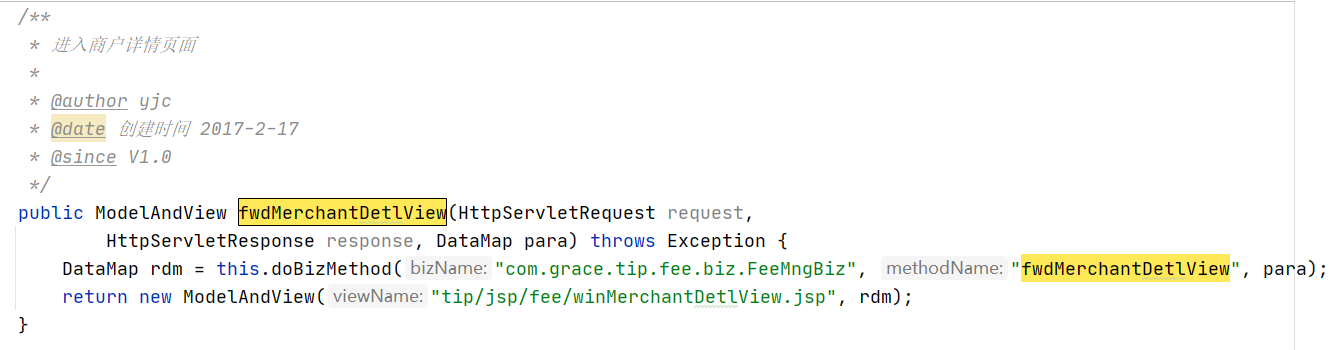 /**
 * 进入商户详情页面
 *
 * @author yjc
 * @date 创建时间 2017-2-17
 * @since V1.0
 */
public ModelAndView fwdMerchantDetlView(HttpServletRequest request,
        HttpServletResponse response, DataMap para) throws Exception {
    DataMap rdm = this.doBizMethod( bizName: "com.grace.tip.fee.biz.FeeMngBiz", methodName: "fwdMerchantDetlView", para);
    return new ModelAndView( viewName: "tip/jsp/fee/winMerchantDetlView.jsp", rdm);
}